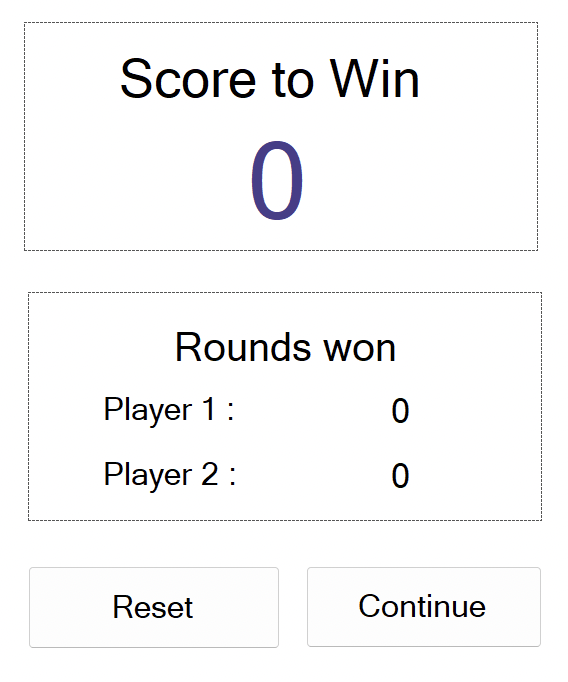 Score to Win
0
Rounds won
Player 1 : 0
Player 2 : 0
Reset Continue